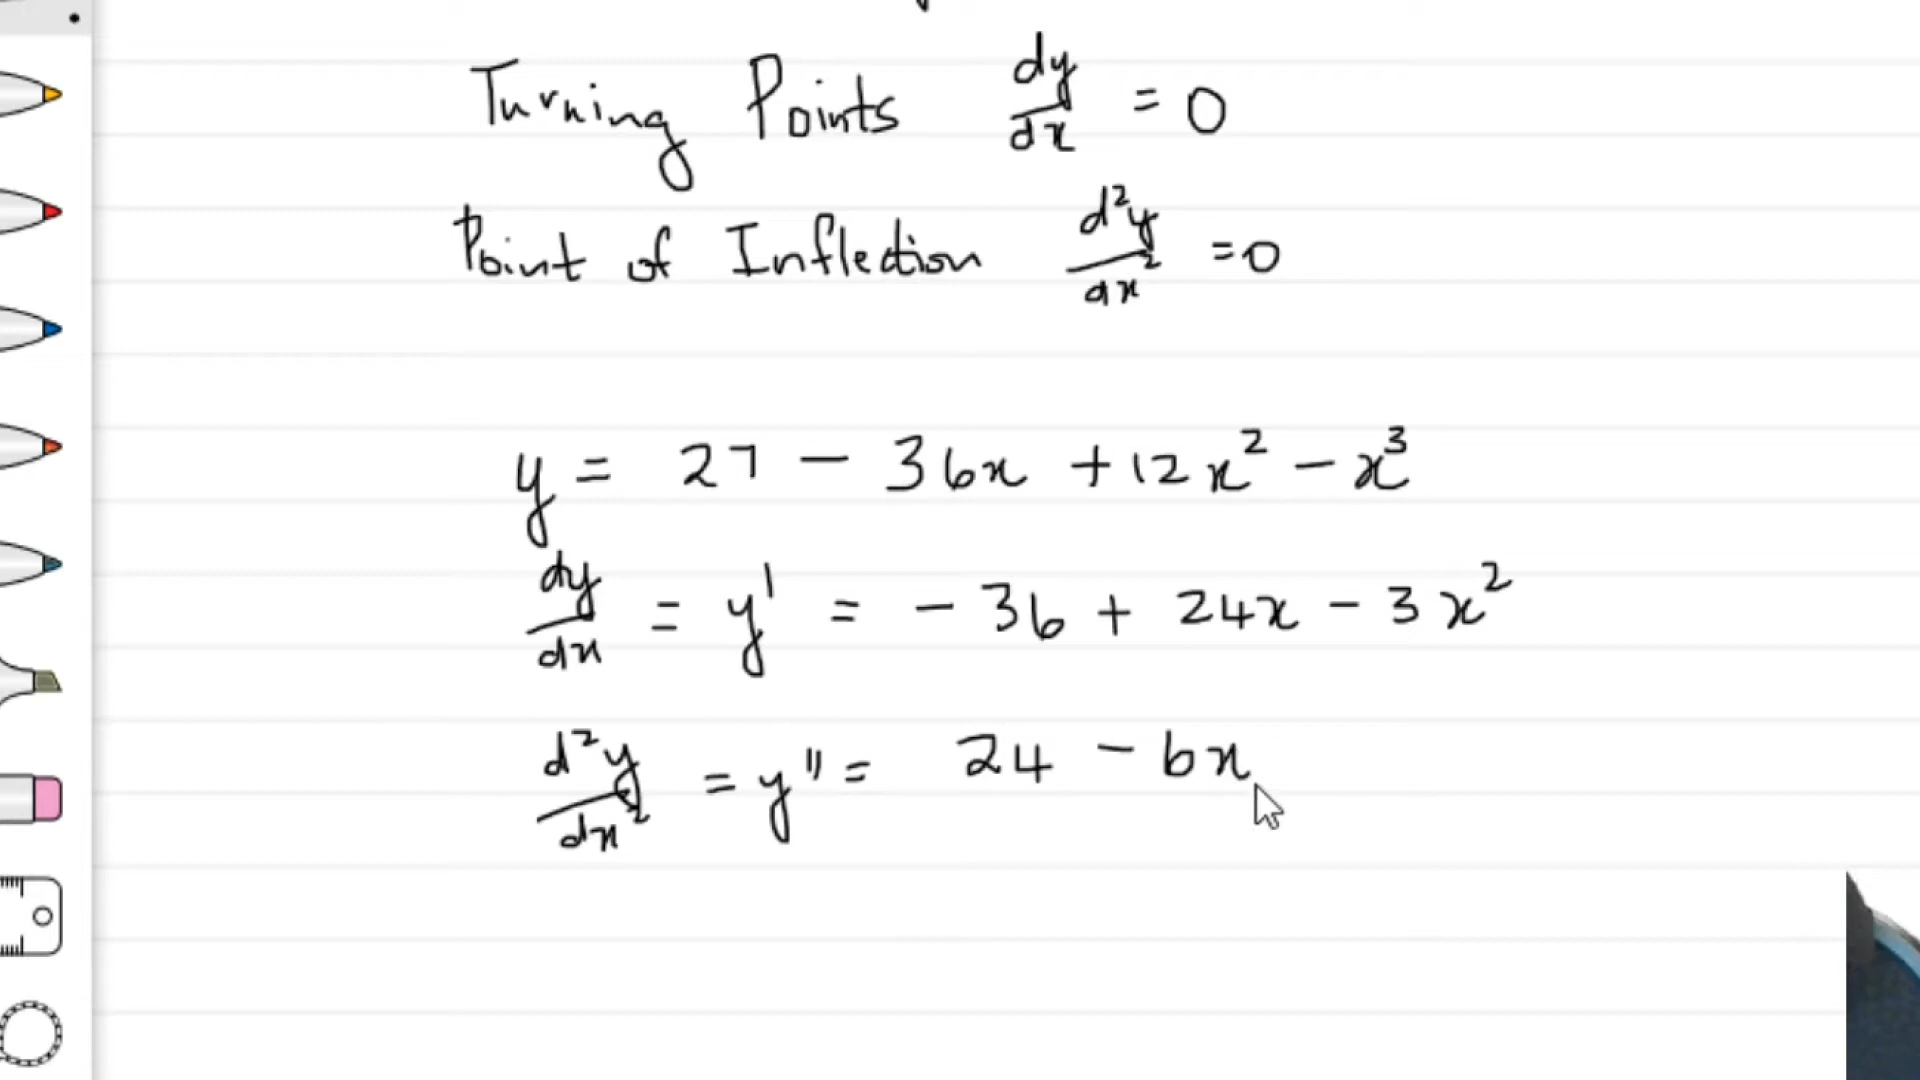 Turning Points dy/dx = 0
Point of Inflection d²y/dx² = 0
y = 27 - 36x + 12x² - x³
dy/dx = y' = - 36 + 24x - 3x²
d²y/dx² = y" = 24 - 6x